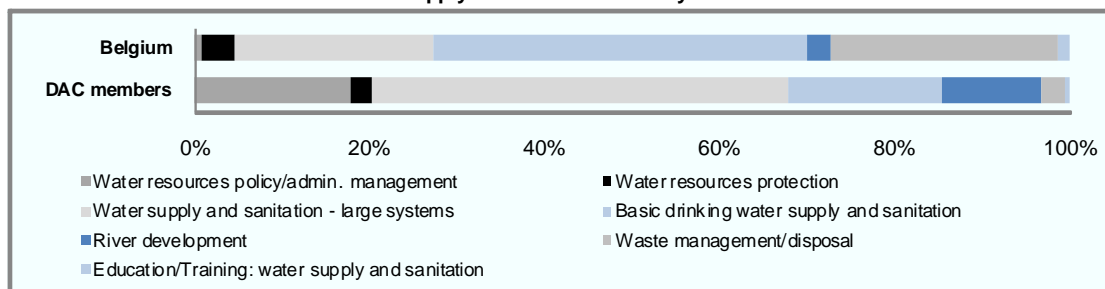 Belgium
DAC members
0% 20% 40% 60% 80% 100%
Water resources policy/admin. management Water resources protection
Water supply and sanitation - large systems Basic drinking water supply and sanitation
River development Waste management/disposal
Education/Training: water supply and sanitation